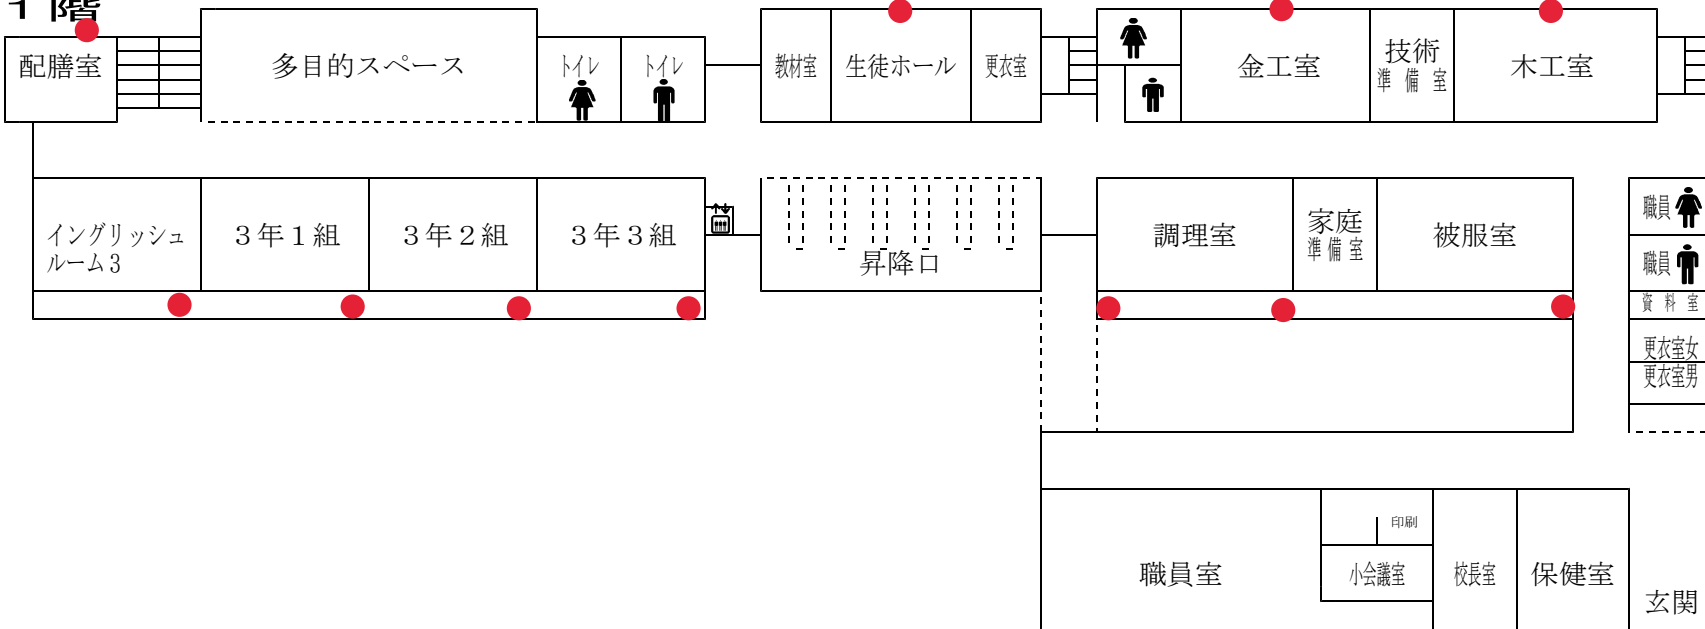 1階
配膳室
多目的スペース
トイレ
トイレ
教材室
生徒ホール
更衣室
金工室
技術
準備室
木工室
イングリッシュ
ルーム3
３年１組
３年２組
３年３組
昇降口
調理室
家庭
準備室
被服室
職員
職員
資料室
更衣室女
更衣室男
職員室
印刷
小会議室
校長室
保健室
玄関